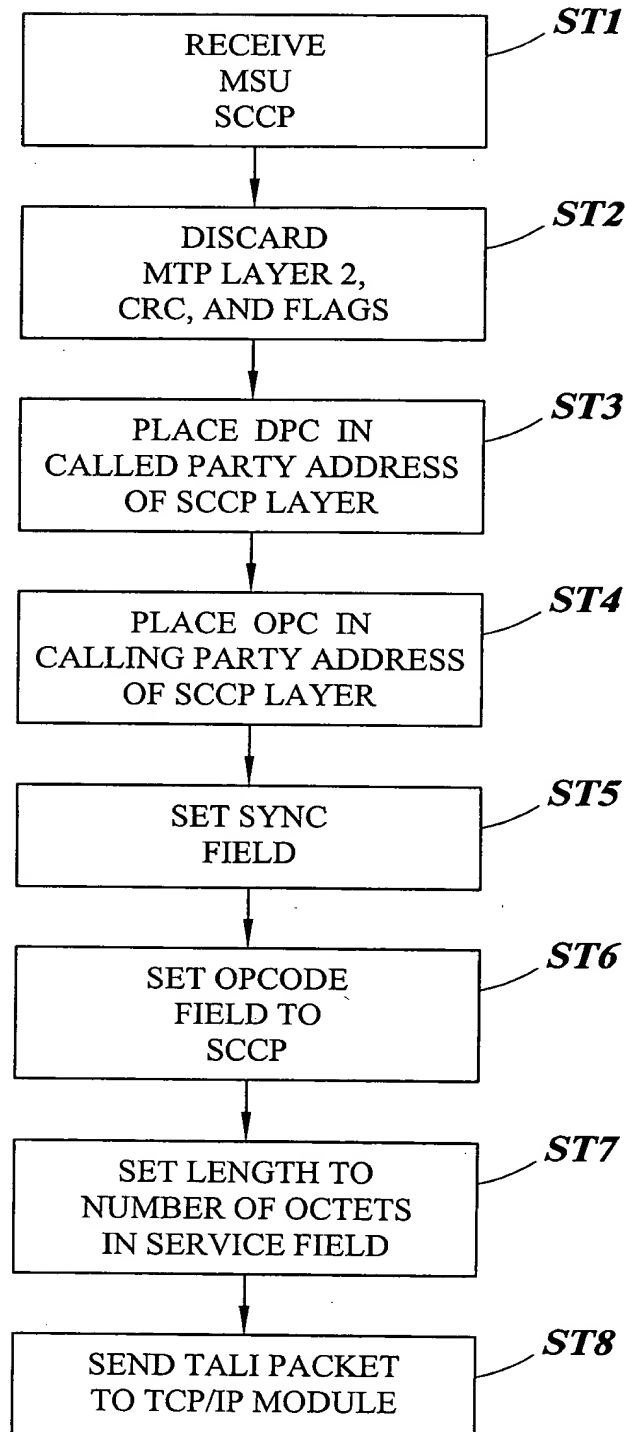 ST1
RECEIVE
MSU
SCCP
ST2
DISCARD
MTP LAYER 2,
CRC, AND FLAGS
ST3
PLACE DPC IN
CALLED PARTY ADDRESS
OF SCCP LAYER
ST4
PLACE OPC IN
CALLING PARTY ADDRESS
OF SCCP LAYER
ST5
SET SYNC
FIELD
ST6
SET OPCODE
FIELD TO
SCCP
ST7
SET LENGTH TO
NUMBER OF OCTETS
IN SERVICE FIELD
ST8
SEND TALI PACKET
TO TCP/IP MODULE